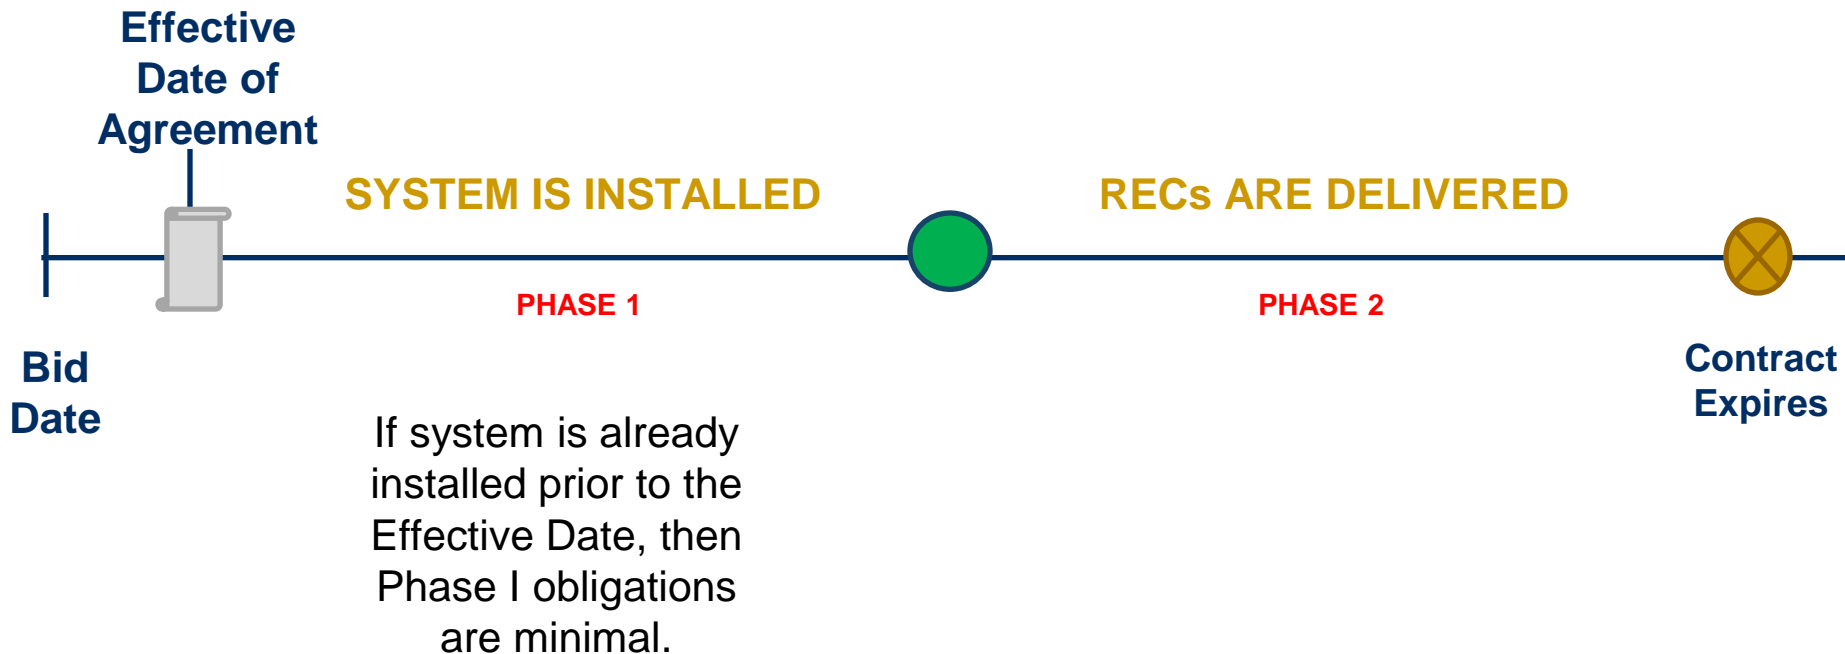 Effective
Date of
Agreement
SYSTEM IS INSTALLED
RECs ARE DELIVERED
PHASE 1
PHASE 2
Bid
Date
Contract
Expires
If system is already
installed prior to the
Effective Date, then
Phase I obligations
are minimal.